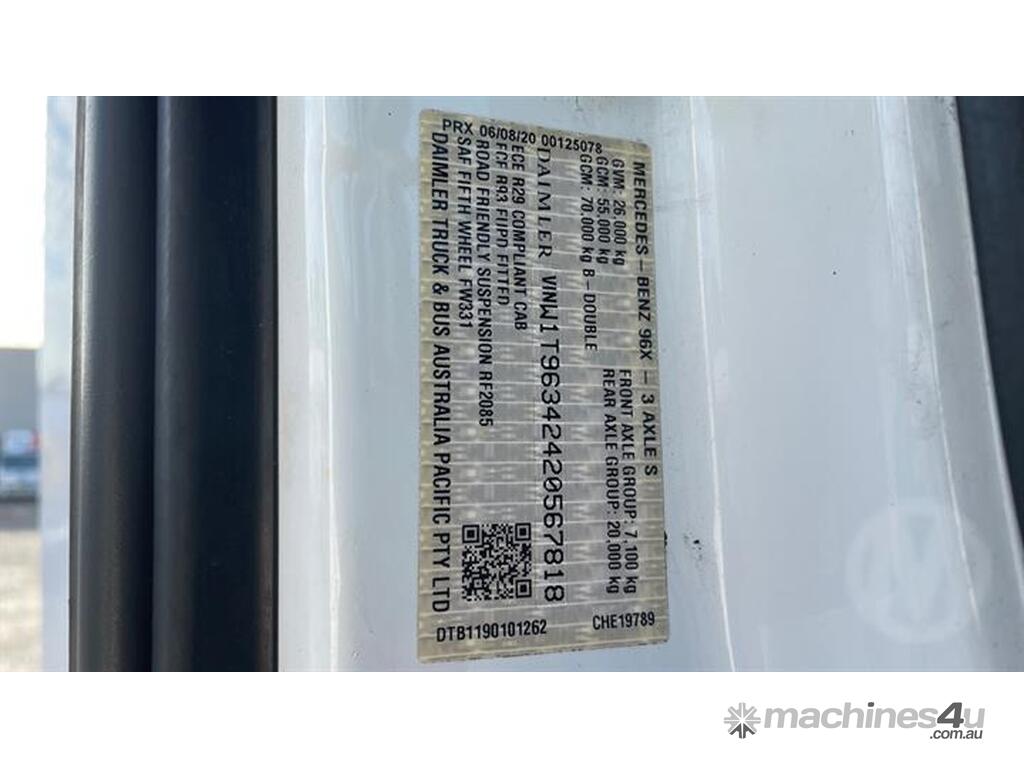 MERCEDES-BENZ 96X - 3 AXLE S
GVM: 26,000 kg FRONT AXLE GROUP: 7,100 kg
GCM: 55,000 kg REAR AXLE GROUP: 20,000 kg
GCM: 70,000 kg B-DOUBLE
DAIMLER VINW1T96342420567818
ECE R29 COMPLIANT CAB
ECE R93 FUPD FITTED
ROAD FRIENDLY SUSPENSION RF2085
SAF FIFTH WHEEL FW331
DAIMLER TRUCK & BUS AUSTRALIA PACIFIC PTY LTD
PRX 06/08/20 00125078
DTB1190101262
CHE19789
machines4u
.com.au